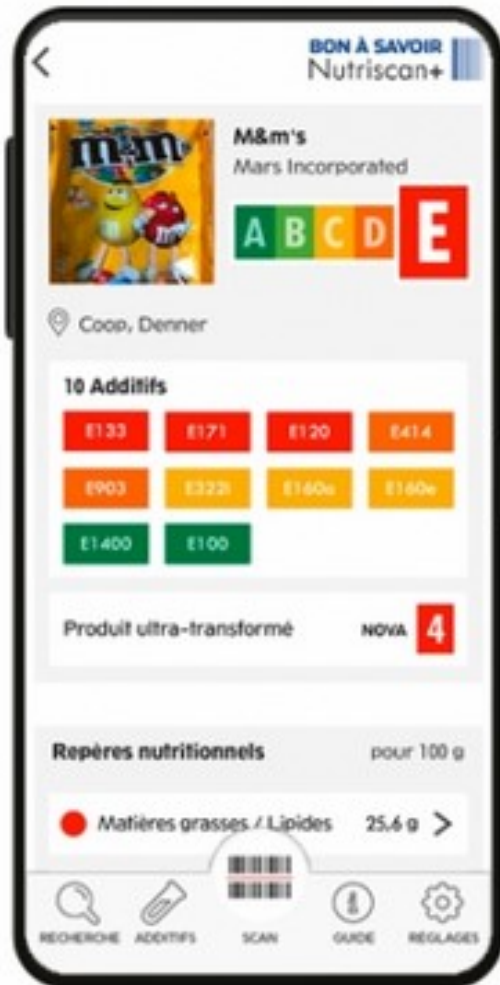 BON À SAVOIR
Nutriscan+
m&m's
M&m's
Mars Incorporated
A B C D E
Coop, Denner
10 Additifs
E133 E171 E120 E414
E903 E322i E160a E160e
E1400 E100
Produit ultra-transformé NOVA 4
Repères nutritionnels pour 100 g
Matières grasses / Lipides 25.6 g
RECHERCHE ADDITIFS SCAN GUIDE RÉGLAGES